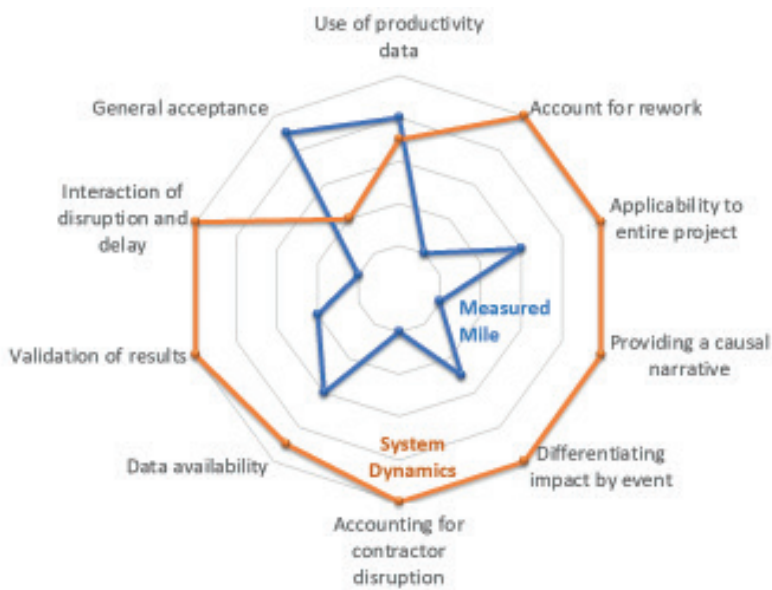 Use of productivity
data
Account for rework
Applicability to
entire project
Providing a causal
narrative
Differentiating
impact by event
Accounting for
contractor
disruption
Data availability
Validation of results
Interaction of
disruption and
delay
General acceptance
Measured
Mile
System
Dynamics